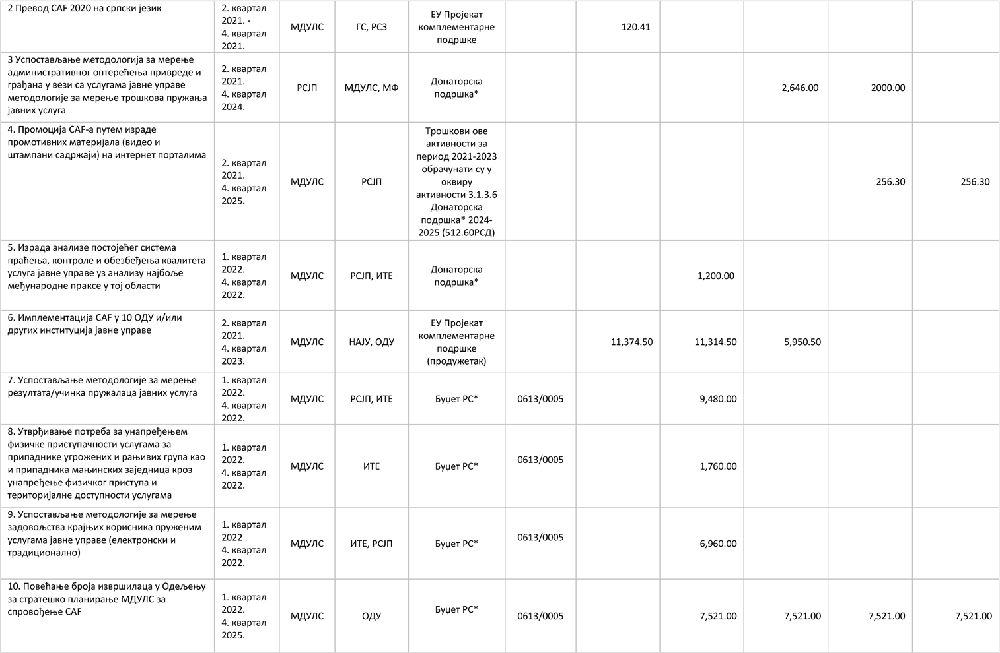 2 Превод CAF 2020 на српски језик
2. квартал
2021. -
4. квартал
2021.
МДУЛС
ГС, РСЗ
ЕУ Пројекат
комплементарне
подршке
120.41
3 Успостављање методологија за мерење
административног оптерећења привреде и
грађана у вези са услугама јавне управе
методологије за мерење трошкова пружања
јавних услуга
2. квартал
2021.
4. квартал
2024.
РСЈП
МДУЛС, МФ
Донаторска
подршка*
2,646.00
2000.00
4. Промоција CAF-а путем израде
промотивних материјала (видео и
штампани садржаји) на интернет порталима
2. квартал
2021.
4. квартал
2025.
МДУЛС
РСЈП
Трошкови ове
активности за
период 2021-2023
обрачунати су у
оквиру
активности 3.1.3.6
Донаторска
подршка* 2024-
2025 (512.60РСД)
256.30
256.30
5. Израда анализе постојећег система
праћења, контроле и обезбеђења квалитета
услуга јавне управе уз анализу најбоље
међународне праксе у тој области
1. квартал
2022.
4. квартал
2022.
МДУЛС
РСЈП, ИТЕ
Донаторска
подршка*
1,200.00
6. Имплементација CAF у 10 ОДУ и/или
других институција јавне управе
2. квартал
2021.
4. квартал
2023.
МДУЛС
НАЈУ, ОДУ
ЕУ Пројекат
комплементарне
подршке
(продужетак)
11,374.50
11,314.50
5,950.50
7. Успостављање методологије за мерење
резултата/учинка пружалаца јавних услуга
1. квартал
2022.
4. квартал
2022.
МДУЛС
РСЈП, ИТЕ
Буџет РС*
0613/0005
9,480.00
8. Утврђивање потреба за унапређењем
физичке приступачности услугама за
припаднике угрожених и рањивих група као
и припадника мањинских заједница кроз
унапређење физичког приступа и
територијалне доступности услугама
1. квартал
2022.
4. квартал
2022.
МДУЛС
ИТЕ
Буџет РС*
0613/0005
1,760.00
9. Успостављање методологије за мерење
задовољства крајњих корисника пруженим
услугама јавне управе (електронски и
традиционално)
1. квартал
2022 .
4. квартал
2022.
МДУЛС
ИТЕ, РСЈП
Буџет РС*
0613/0005
6,960.00
10. Повећање броја извршилаца у Одељењу
за стратешко планирање МДУЛС за
спровођење CAF
1. квартал
2022.
4. квартал
2025.
МДУЛС
ОДУ
Буџет РС*
0613/0005
7,521.00
7,521.00
7,521.00
7,521.00